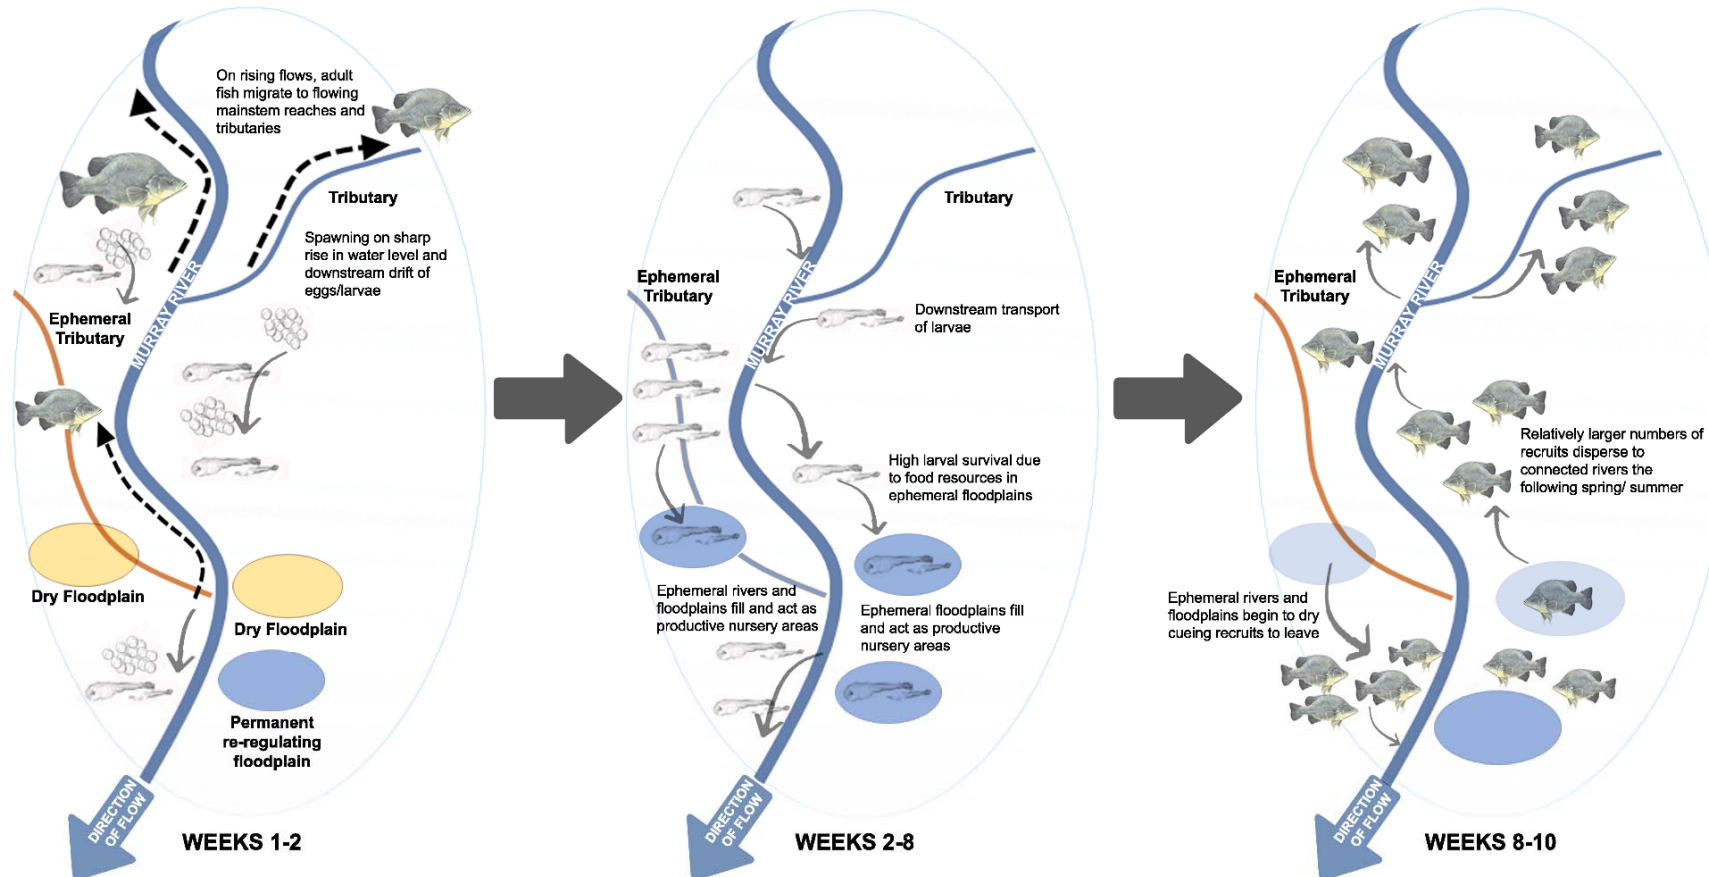 On rising flows, adult
fish migrate to flowing
mainstem reaches and
tributaries
Tributary
Spawning on sharp
rise in water level and
downstream drift of
eggs/larvae
Ephemeral
Tributary
MURRAY RIVER
Dry Floodplain
Dry Floodplain
Permanent
re-regulating
floodplain
DIRECTION
OF FLOW
WEEKS 1-2
Tributary
Ephemeral
Tributary
MURRAY RIVER
Downstream transport
of larvae
High larval survival due
to food resources in
ephemeral floodplains
Ephemeral rivers and
floodplains fill and act as
productive nursery areas
Ephemeral floodplains fill
and act as productive
nursery areas
DIRECTION
OF FLOW
WEEKS 2-8
Ephemeral
Tributary
MURRAY RIVER
Relatively larger numbers of
recruits disperse to
connected rivers the
following spring/ summer
Ephemeral rivers and
floodplains begin to dry
cueing recruits to leave
DIRECTION
OF FLOW
WEEKS 8-10